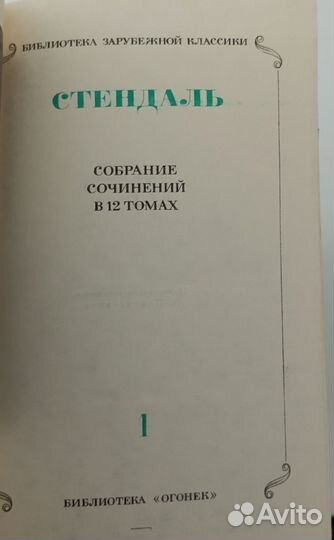 БИБЛИОТЕКА ЗАРУБЕЖНОЙ КЛАССИКИ
СТЕНДАЛЬ
СОБРАНИЕ
СОЧИНЕНИЙ
В 12 ТОМАХ
1
БИБЛИОТЕКА «ОГОНЕК»
Avito